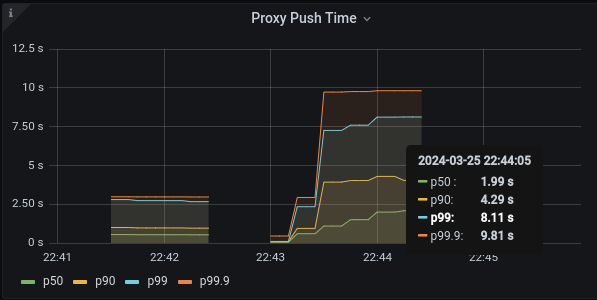 i
Proxy Push Time
12.5 s
10 s
7.50 s
5 s
2.50 s
0 s
22:41
22:42
22:43
22:44
22:45
2024-03-25 22:44:05
p50 : 1.99 s
p90: 4.29 s
p99: 8.11 s
p99.9: 9.81 s
p50 p90 p99 p99.9